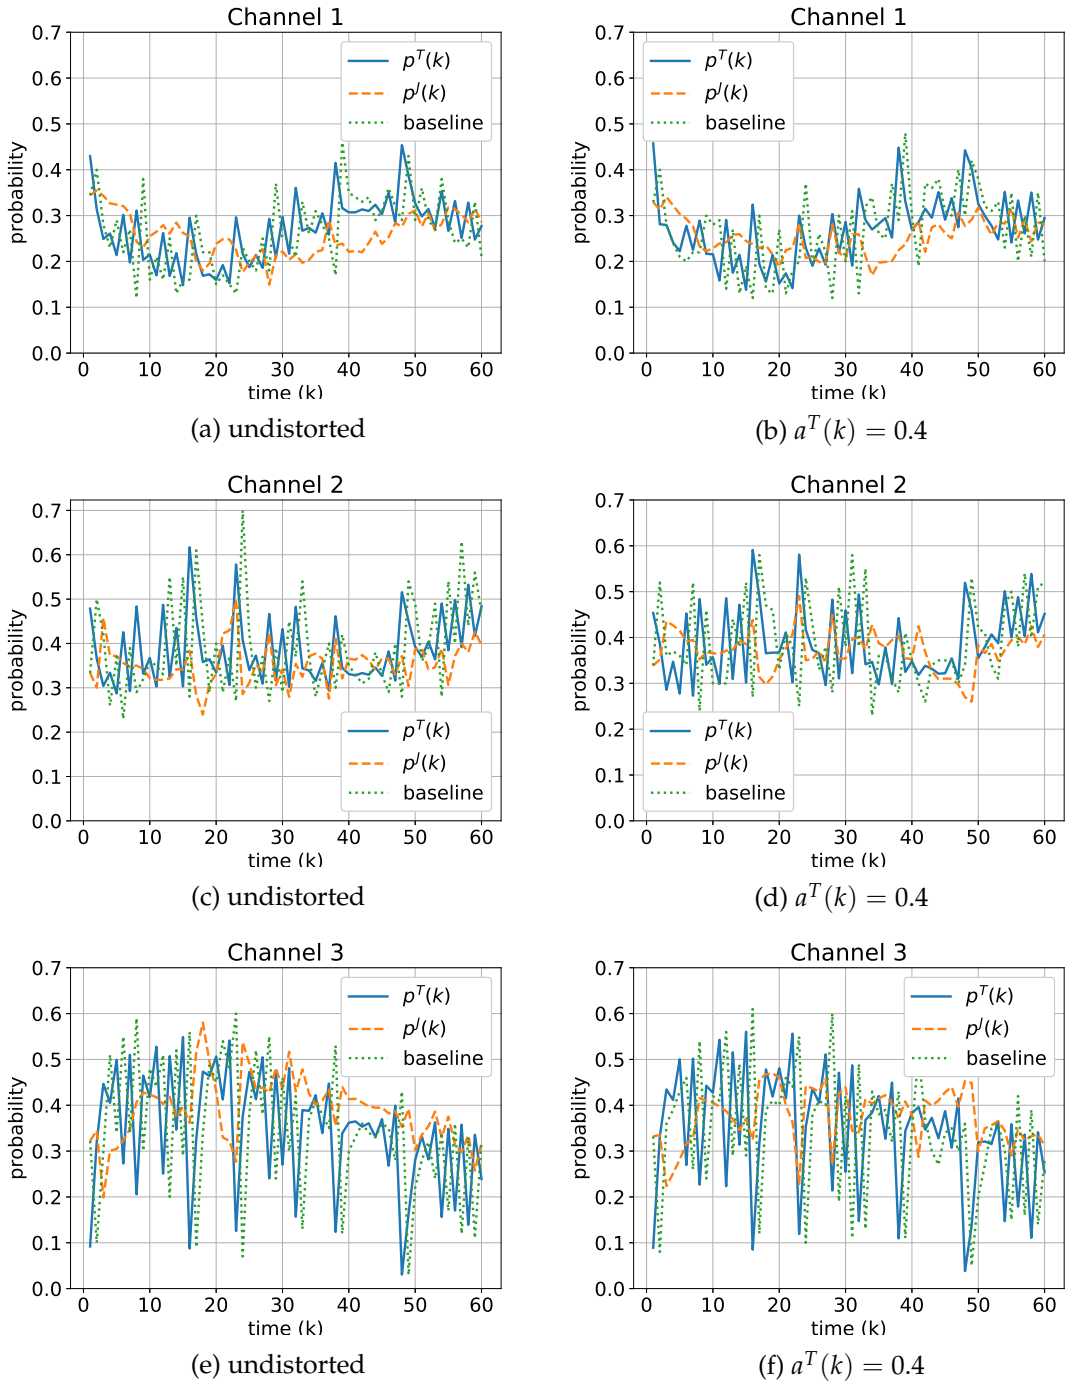 Channel 1
0.7
0.6
0.5
0.4
0.3
0.2
0.1
0.0
probability
p^T(k)
p^J(k)
baseline
0 10 20 30 40 50 60
time (k)
(a) undistorted
Channel 1
0.7
0.6
0.5
0.4
0.3
0.2
0.1
0.0
probability
p^T(k)
p^J(k)
baseline
0 10 20 30 40 50 60
time (k)
(b) a^T(k) = 0.4
Channel 2
0.7
0.6
0.5
0.4
0.3
0.2
0.1
0.0
probability
p^T(k)
p^J(k)
baseline
0 10 20 30 40 50 60
time (k)
(c) undistorted
Channel 2
0.7
0.6
0.5
0.4
0.3
0.2
0.1
0.0
probability
p^T(k)
p^J(k)
baseline
0 10 20 30 40 50 60
time (k)
(d) a^T(k) = 0.4
Channel 3
0.7
0.6
0.5
0.4
0.3
0.2
0.1
0.0
probability
p^T(k)
p^J(k)
baseline
0 10 20 30 40 50 60
time (k)
(e) undistorted
Channel 3
0.7
0.6
0.5
0.4
0.3
0.2
0.1
0.0
probability
p^T(k)
p^J(k)
baseline
0 10 20 30 40 50 60
time (k)
(f) a^T(k) = 0.4